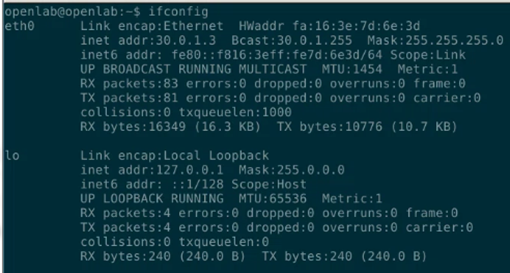 openlab@openlab:~$ ifconfig
eth0      Link encap:Ethernet  HWaddr fa:16:3e:7d:6e:3d
          inet addr:30.0.1.3  Bcast:30.0.1.255  Mask:255.255.255.0
          inet6 addr: fe80::f816:3eff:fe7d:6e3d/64 Scope:Link
          UP BROADCAST RUNNING MULTICAST  MTU:1454  Metric:1
          RX packets:83 errors:0 dropped:0 overruns:0 frame:0
          TX packets:81 errors:0 dropped:0 overruns:0 carrier:0
          collisions:0 txqueuelen:1000
          RX bytes:16349 (16.3 KB)  TX bytes:10776 (10.7 KB)
lo        Link encap:Local Loopback
          inet addr:127.0.0.1  Mask:255.0.0.0
          inet6 addr: ::1/128 Scope:Host
          UP LOOPBACK RUNNING  MTU:65536  Metric:1
          RX packets:4 errors:0 dropped:0 overruns:0 frame:0
          TX packets:4 errors:0 dropped:0 overruns:0 carrier:0
          collisions:0 txqueuelen:0
          RX bytes:240 (240.0 B)  TX bytes:240 (240.0 B)